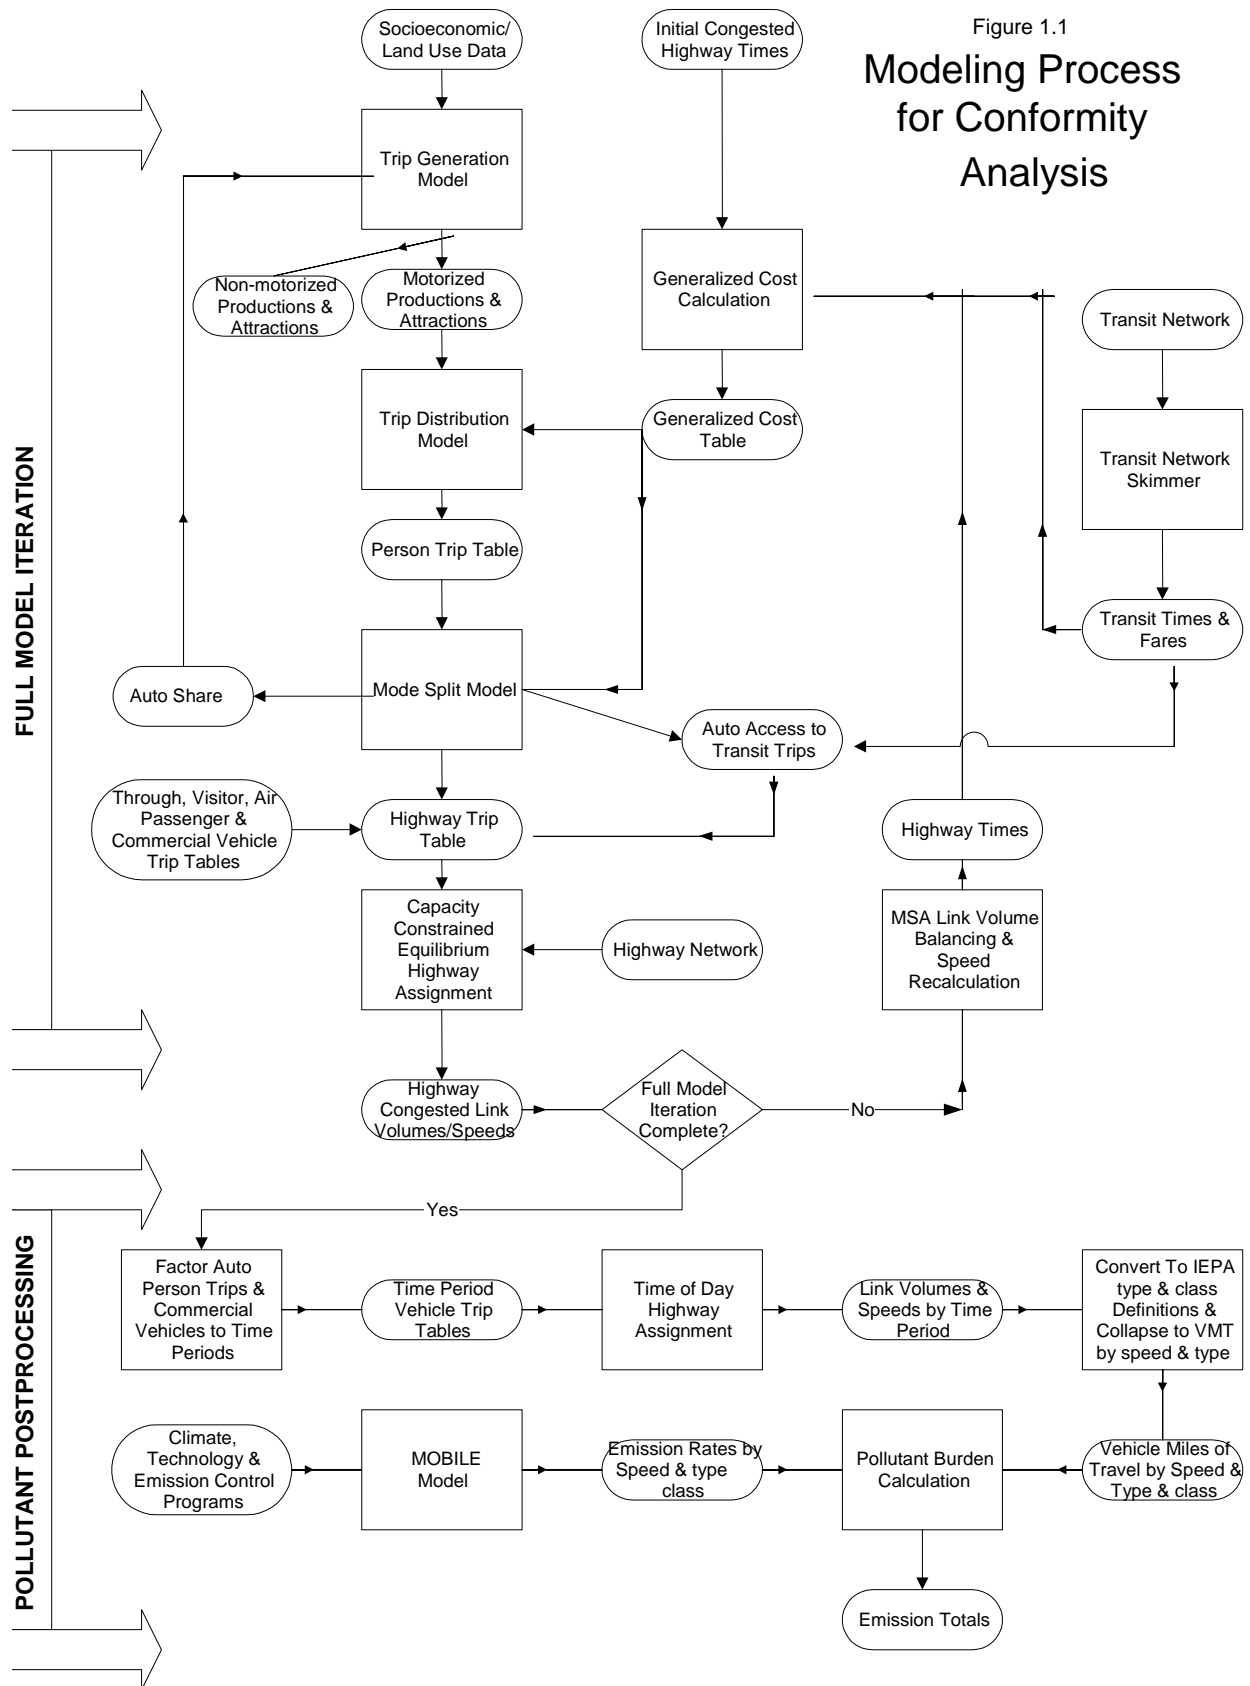 Socioeconomic/
Land Use Data
Initial Congested
Highway Times
Figure 1.1
Modeling Process
for Conformity
Analysis
Trip Generation
Model
Non-motorized
Productions &
Attractions
Motorized
Productions &
Attractions
Generalized Cost
Calculation
Transit Network
Trip Distribution
Model
Generalized Cost
Table
Transit Network
Skimmer
FULL MODEL ITERATION
Person Trip Table
Transit Times &
Fares
Auto Share
Mode Split Model
Auto Access to
Transit Trips
Through, Visitor, Air
Passenger &
Commercial Vehicle
Trip Tables
Highway Trip
Table
Highway Times
Capacity
Constrained
Equilibrium
Highway
Assignment
Highway Network
MSA Link Volume
Balancing &
Speed
Recalculation
Highway
Congested Link
Volumes/Speeds
Full Model
Iteration
Complete?
No
Yes
POLLUTANT POSTPROCESSING
Factor Auto
Person Trips &
Commercial
Vehicles to Time
Periods
Time Period
Vehicle Trip
Tables
Time of Day
Highway
Assignment
Link Volumes &
Speeds by Time
Period
Convert To IEPA
type & class
Definitions &
Collapse to VMT
by speed & type
Climate,
Technology &
Emission Control
Programs
MOBILE
Model
Emission Rates by
Speed & type
class
Pollutant Burden
Calculation
Vehicle Miles of
Travel by Speed &
Type & class
Emission Totals